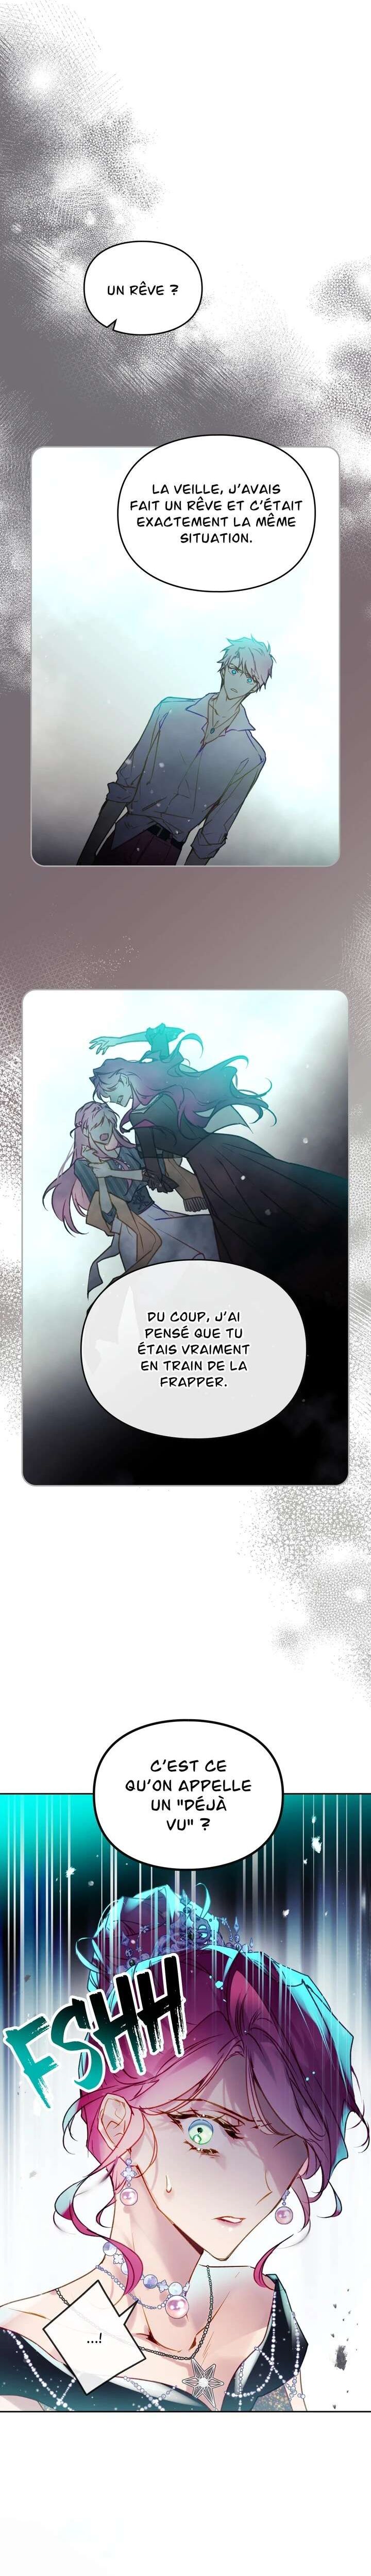 UN RÊVE ?
LA VEILLE, J'AVAIS
FAIT UN RÊVE ET C'ÉTAIT
EXACTEMENT LA MÊME
SITUATION.
DU COUP, J'AI
PENSÉ QUE TU
ÉTAIS VRAIMENT
EN TRAIN DE LA
FRAPPER.
C'EST CE
QU'ON APPELLE
UN "DÉJÀ
VU" ?
FSHH
...!